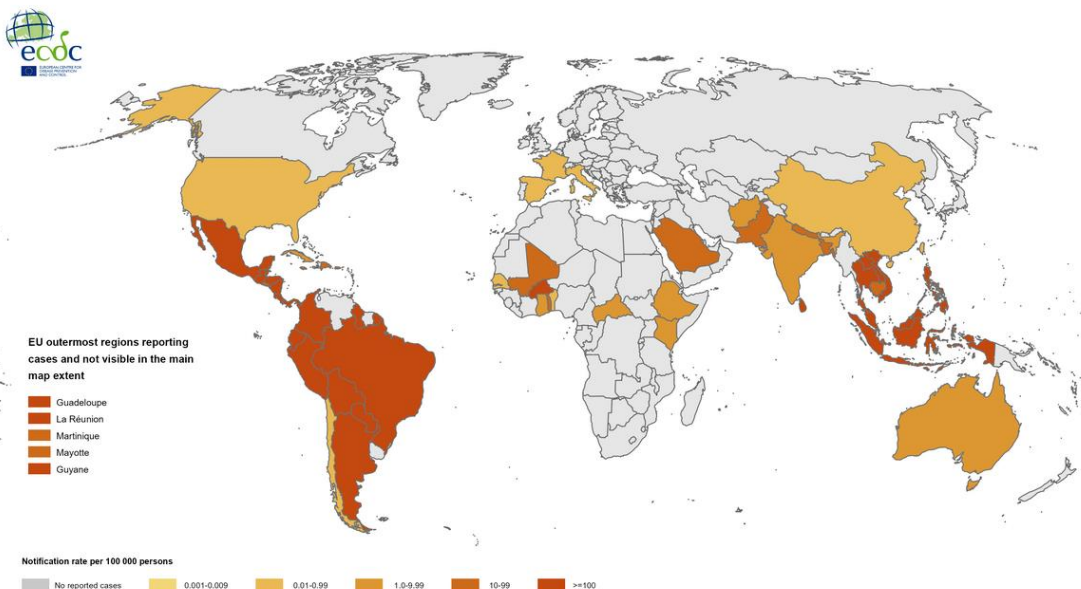 ecdc
EUROPEAN CENTRE FOR
DISEASE PREVENTION
AND CONTROL
EU outermost regions reporting
cases and not visible in the main
map extent
Guadeloupe
La Réunion
Martinique
Mayotte
Guyane
Notification rate per 100 000 persons
No reported cases
0.001-0.009
0.01-0.99
1.0-9.99
10-99
>=100